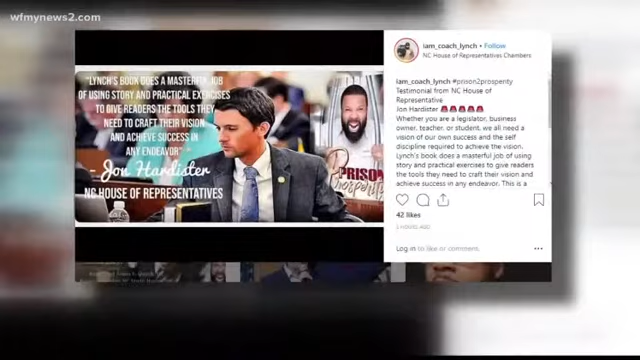 wfmynews2.com
"LYNCH'S BOOK DOES A MASTERFUL JOB
OF USING STORY AND PRACTICAL EXERCISES
TO GIVE READERS THE TOOLS THEY
NEED TO CRAFT THEIR VISION
AND ACHIEVE SUCCESS IN
ANY ENDEAVOR"
- Jon Hardister
NC HOUSE OF REPRESENTATIVES
PRISON
Prosperity
iam_coach_lynch • Follow
NC House of Representatives Chambers
iam_coach_lynch #prison2prosperity
Testimonial from NC House of
Representative
Jon Hardister 🚨🚨🚨🚨🚨
Whether you are a legislator, business
owner, teacher, or student, we all need a
vision of our own success and the self
discipline required to achieve the vision.
Lynch's book does a masterful job of using
story and practical exercises to give readers
the tools they need to craft their vision and
achieve success in any endeavor. This is a
42 likes
HOURS AGO
Log in to like or comment.